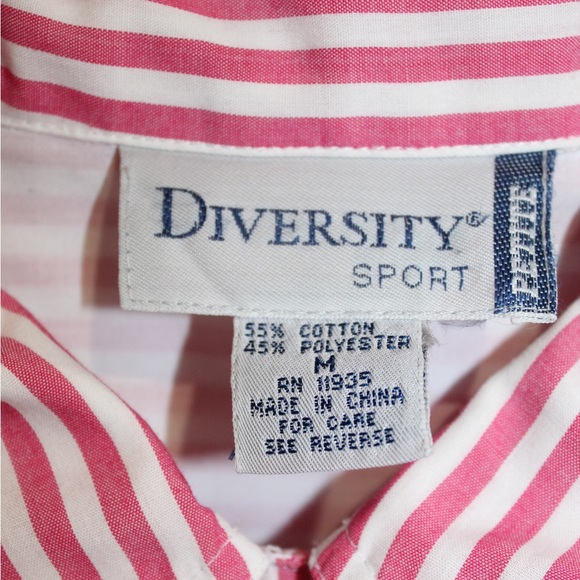 DIVERSITY®
SPORT
55% COTTON
45% POLYESTER
M
RN 11935
MADE IN CHINA
FOR CARE
SEE REVERSE